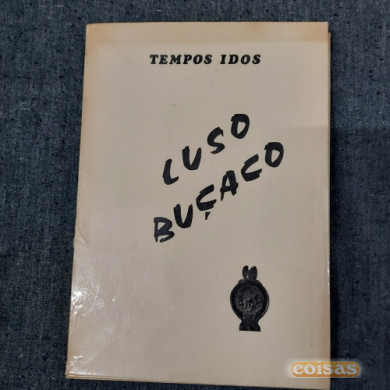 TEMPOS IDOS
LUSO
BUÇACO
coisas